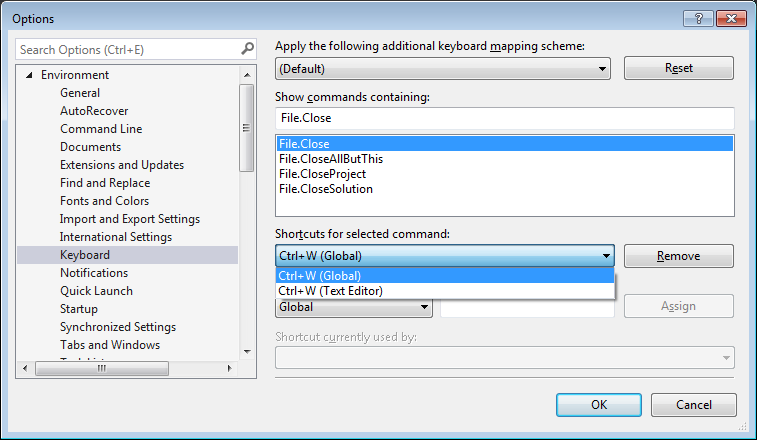 Options
Search Options (Ctrl+E)
Environment
General
AutoRecover
Command Line
Documents
Extensions and Updates
Find and Replace
Fonts and Colors
Import and Export Settings
International Settings
Keyboard
Notifications
Quick Launch
Startup
Synchronized Settings
Tabs and Windows
Apply the following additional keyboard mapping scheme:
(Default)
Reset
Show commands containing:
File.Close
File.Close
File.CloseAllButThis
File.CloseProject
File.CloseSolution
Shortcuts for selected command:
Ctrl+W (Global)
Remove
Ctrl+W (Global)
Ctrl+W (Text Editor)
Global
Assign
Shortcut currently used by:
OK
Cancel